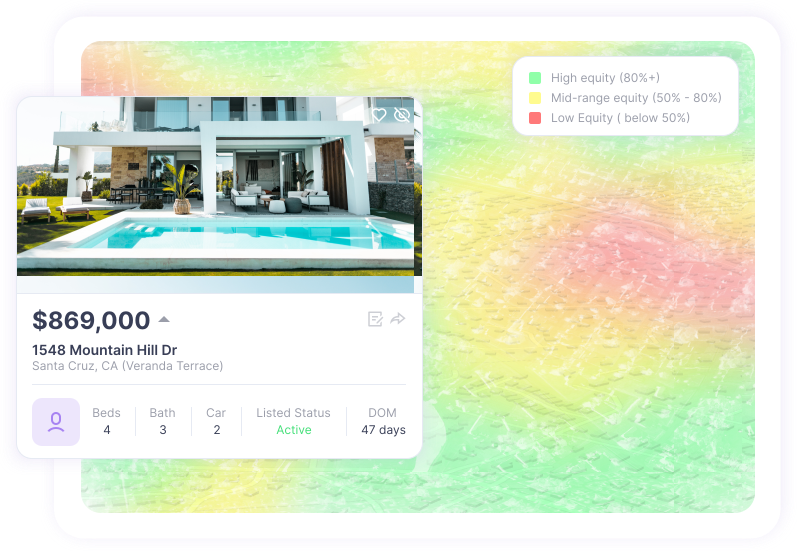 High equity (80%+)
Mid-range equity (50% - 80%)
Low Equity ( below 50%)
$869,000
1548 Mountain Hill Dr
Santa Cruz, CA (Veranda Terrace)
Beds
4
Bath
3
Car
2
Listed Status
Active
DOM
47 days